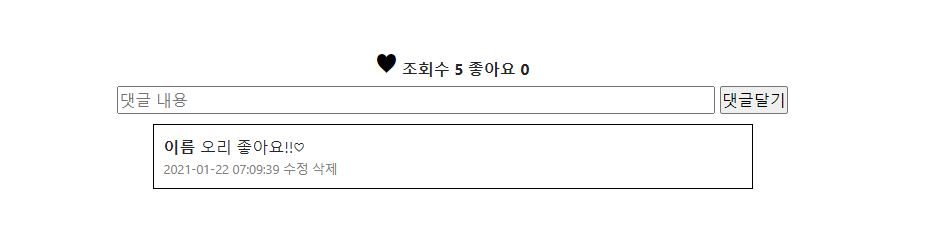 ♥ 조회수 5 좋아요 0
댓글 내용 댓글달기
이름 오리 좋아요!!♡
2021-01-22 07:09:39 수정 삭제